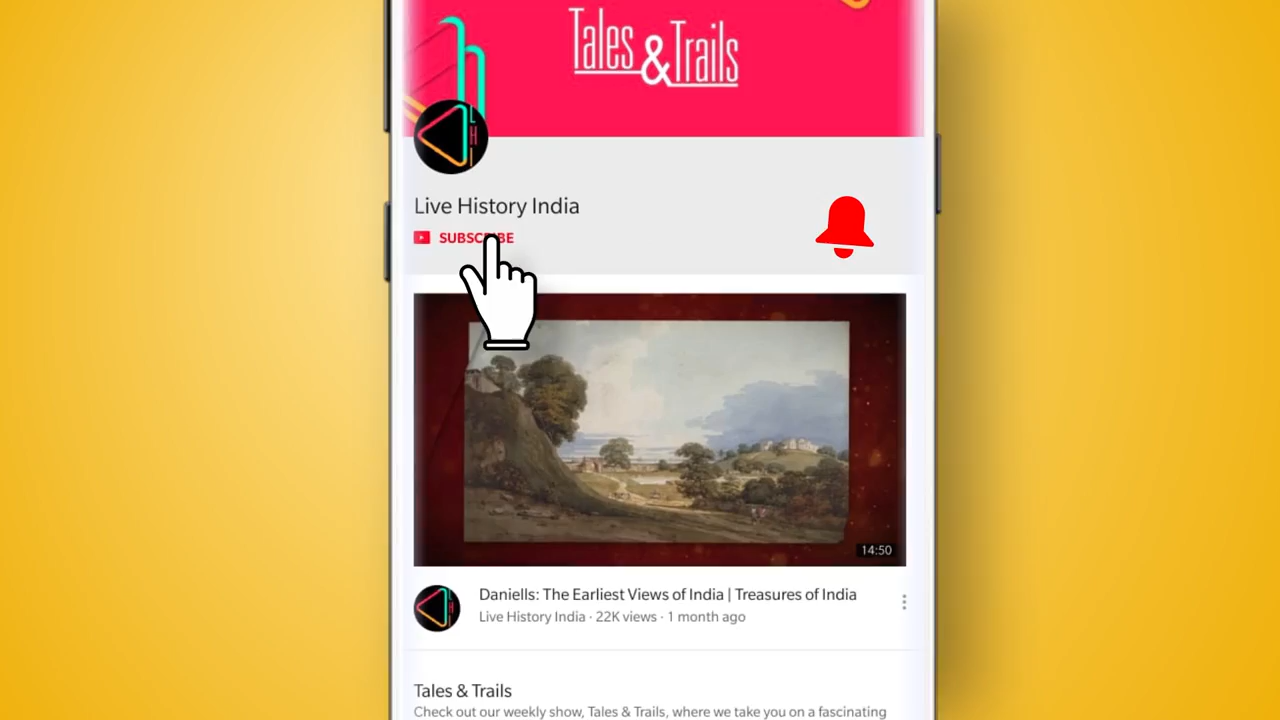 Tales & Trails
LHI
Live History India
SUBSCRIBE
14:50
Daniells: The Earliest Views of India | Treasures of India
LHI
Live History India · 22K views · 1 month ago
Tales & Trails
Check out our weekly show, Tales & Trails, where we take you on a fascinating